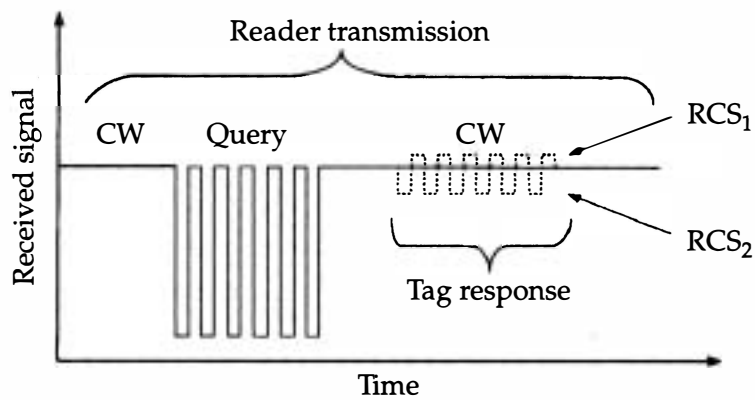 Reader transmission
CW
Query
CW
RCS₁
RCS₂
Tag response
Received signal
Time